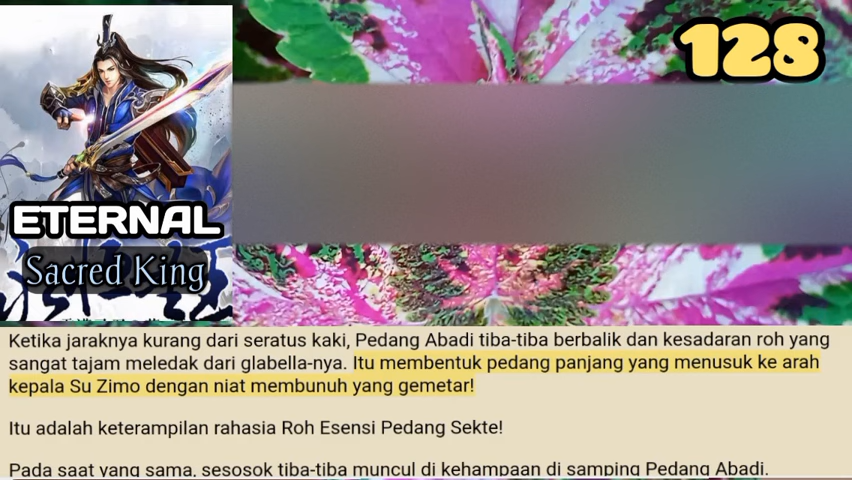 128
ETERNAL
Sacred King
Ketika jaraknya kurang dari seratus kaki, Pedang Abadi tiba-tiba berbalik dan kesadaran roh yang
sangat tajam meledak dari glabella-nya. Itu membentuk pedang panjang yang menusuk ke arah
kepala Su Zimo dengan niat membunuh yang gemetar!
Itu adalah keterampilan rahasia Roh Esensi Pedang Sekte!
Pada saat yang sama, sesosok tiba-tiba muncul di kehampaan di samping Pedang Abadi.